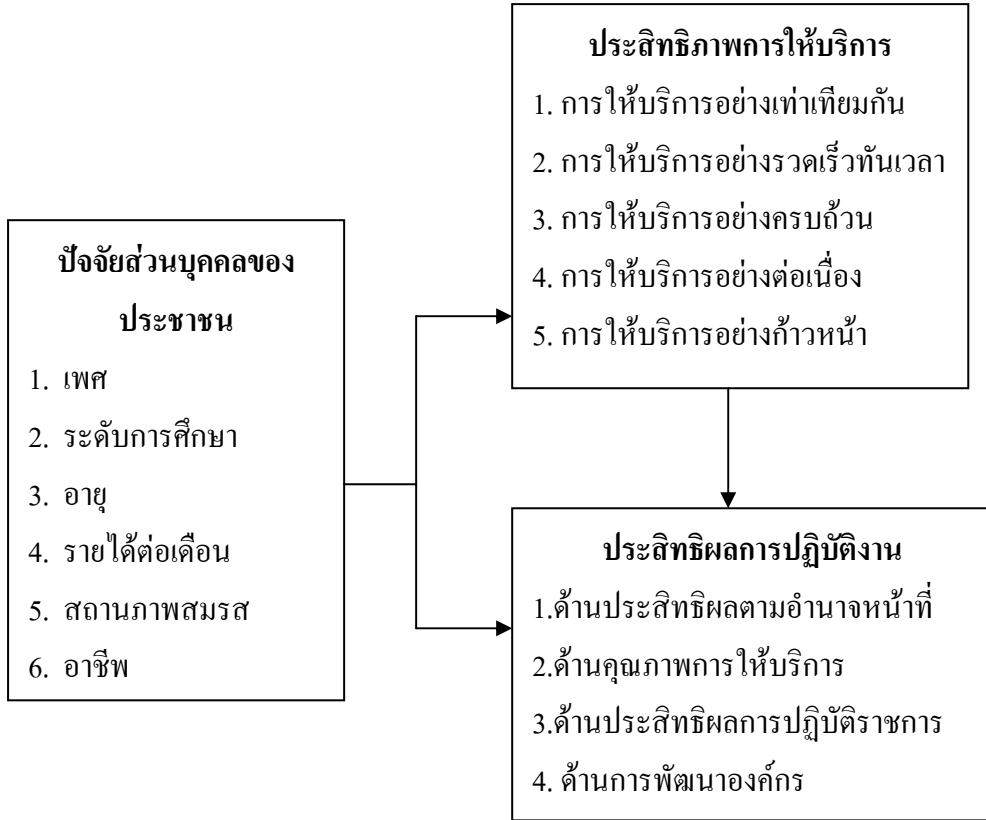 ประสิทธิภาพการให้บริการ
1. การให้บริการอย่างเท่าเทียมกัน
2. การให้บริการอย่างรวดเร็วทันเวลา
3. การให้บริการอย่างครบถ้วน
4. การให้บริการอย่างต่อเนื่อง
5. การให้บริการอย่างก้าวหน้า
ปัจจัยส่วนบุคคลของ
ประชาชน
1. เพศ
2. ระดับการศึกษา
3. อายุ
4. รายได้ต่อเดือน
5. สถานภาพสมรส
6. อาชีพ
ประสิทธิผลการปฏิบัติงาน
1.ด้านประสิทธิผลตามอำนาจหน้าที่
2.ด้านคุณภาพการให้บริการ
3.ด้านประสิทธิผลการปฏิบัติราชการ
4. ด้านการพัฒนาองค์กร